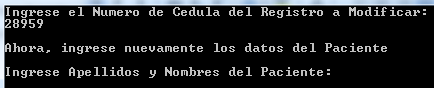 Ingrese el Numero de Cedula del Registro a Modificar:
28959
Ahora, ingrese nuevamente los datos del Paciente
Ingrese Apellidos y Nombres del Paciente: